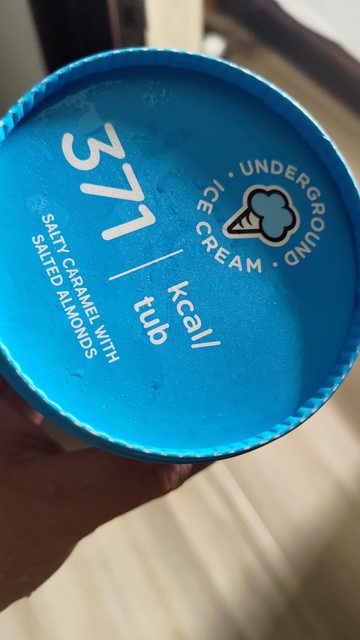 UNDERGROUND
ICE CREAM
371
kcal/
tub
SALTY CARAMEL WITH
SALTED ALMONDS